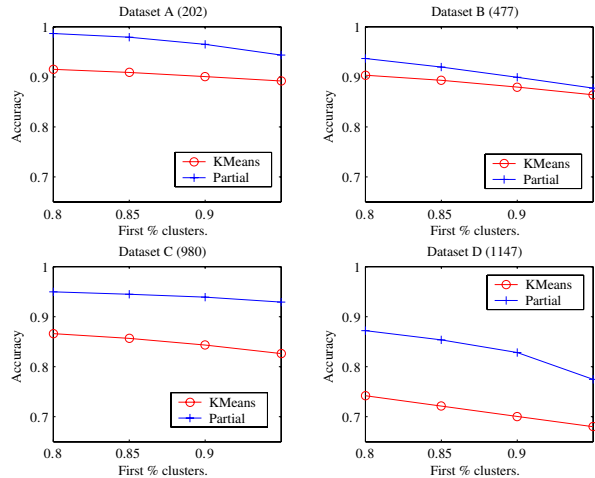 Dataset A (202)
1
0.9
0.8
0.7
Accuracy
KMeans
Partial
0.8
0.85
0.9
First % clusters.
Dataset B (477)
1
0.9
0.8
0.7
Accuracy
KMeans
Partial
0.8
0.85
0.9
First % clusters.
Dataset C (980)
1
0.9
0.8
0.7
Accuracy
KMeans
Partial
0.8
0.85
0.9
First % clusters.
Dataset D (1147)
1
0.9
0.8
0.7
Accuracy
KMeans
Partial
0.8
0.85
0.9
First % clusters.